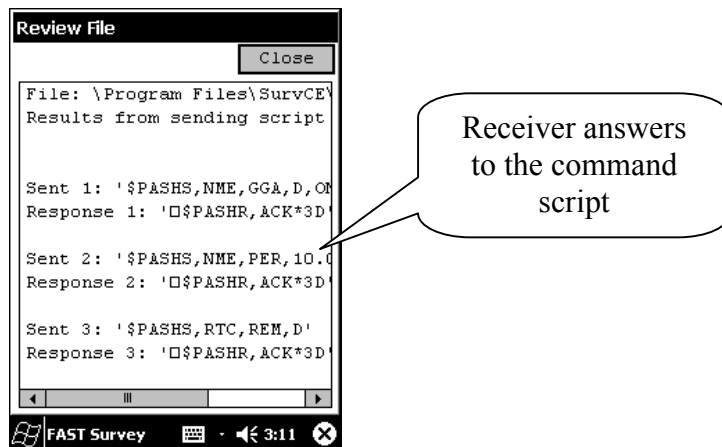 Review File
Close
File: \Program Files\SurvCE\
Results from sending script
Sent 1: '$PASHS,NME,GGA,D,ON
Response 1: '□$PASHR,ACK*3D'
Sent 2: '$PASHS,NME,PER,10.0
Response 2: '□$PASHR,ACK*3D'
Sent 3: '$PASHS,RTC,REM,D'
Response 3: '□$PASHR,ACK*3D'
FAST Survey 3:11
Receiver answers
to the command
script